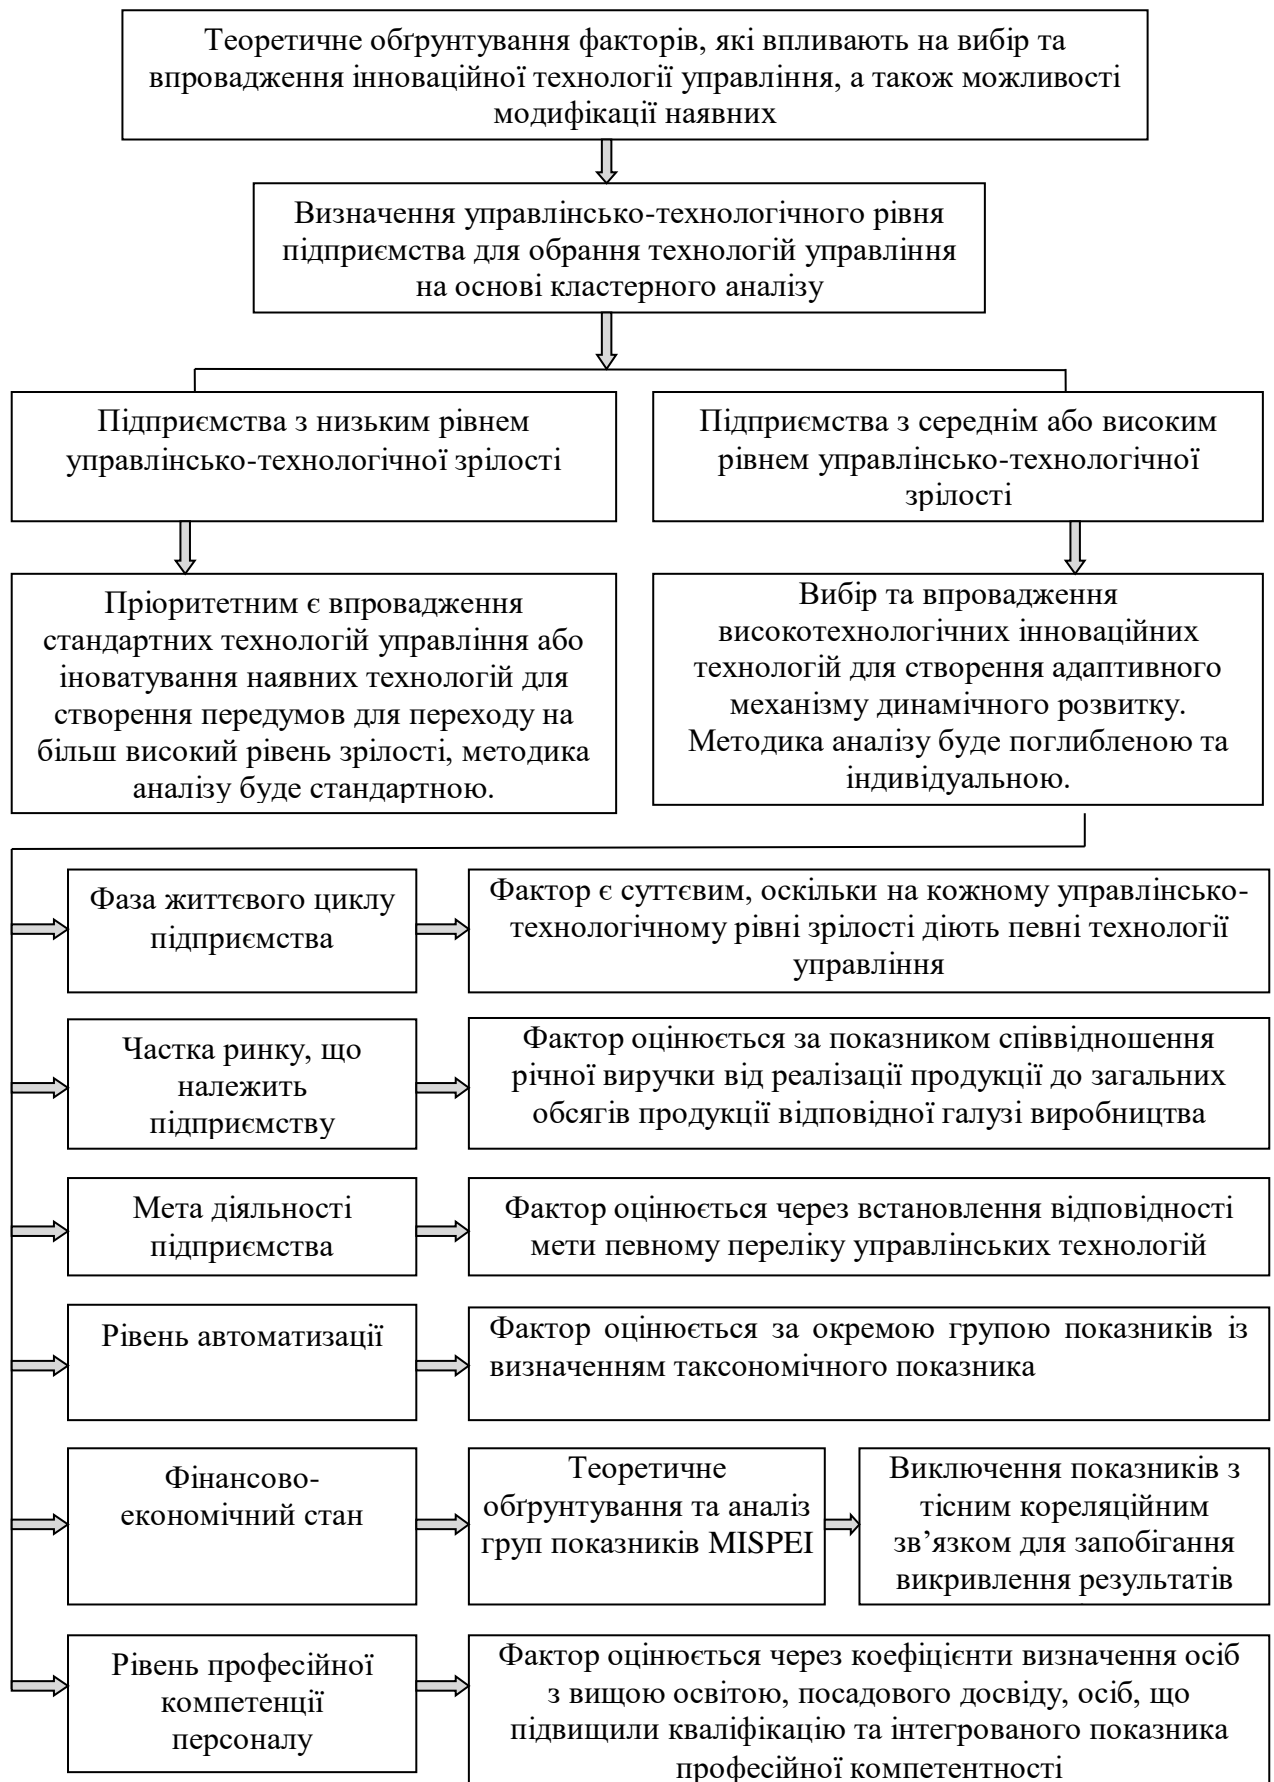 Теоретичне обґрунтування факторів, які впливають на вибір та
впровадження інноваційної технології управління, а також можливості
модифікації наявних
Визначення управлінсько-технологічного рівня
підприємства для обрання технологій управління
на основі кластерного аналізу
Підприємства з низьким рівнем
управлінсько-технологічної зрілості
Підприємства з середнім або високим
рівнем управлінсько-технологічної
зрілості
Пріоритетним є впровадження
стандартних технологій управління або
іноватування наявних технологій для
створення передумов для переходу на
більш високий рівень зрілості, методика
аналізу буде стандартною.
Вибір та впровадження
високотехнологічних інноваційних
технологій для створення адаптивного
механізму динамічного розвитку.
Методика аналізу буде поглибленою та
індивідуальною.
Фаза життєвого циклу
підприємства
Фактор є суттєвим, оскільки на кожному управлінсько-
технологічному рівні зрілості діють певні технології
управління
Частка ринку, що
належить
підприємству
Фактор оцінюється за показником співвідношення
річної виручки від реалізації продукції до загальних
обсягів продукції відповідної галузі виробництва
Мета діяльності
підприємства
Фактор оцінюється через встановлення відповідності
мети певному переліку управлінських технологій
Рівень автоматизації
Фактор оцінюється за окремою групою показників із
визначенням таксономічного показника
Фінансово-
економічний стан
Теоретичне
обґрунтування та аналіз
груп показників MISPEI
Виключення показників з
тісним кореляційним
зв’язком для запобігання
викривлення результатів
Рівень професійної
компетенції
персоналу
Фактор оцінюється через коефіцієнти визначення осіб
з вищою освітою, посадового досвіду, осіб, що
підвищили кваліфікацію та інтегрованого показника
професійної компетентності